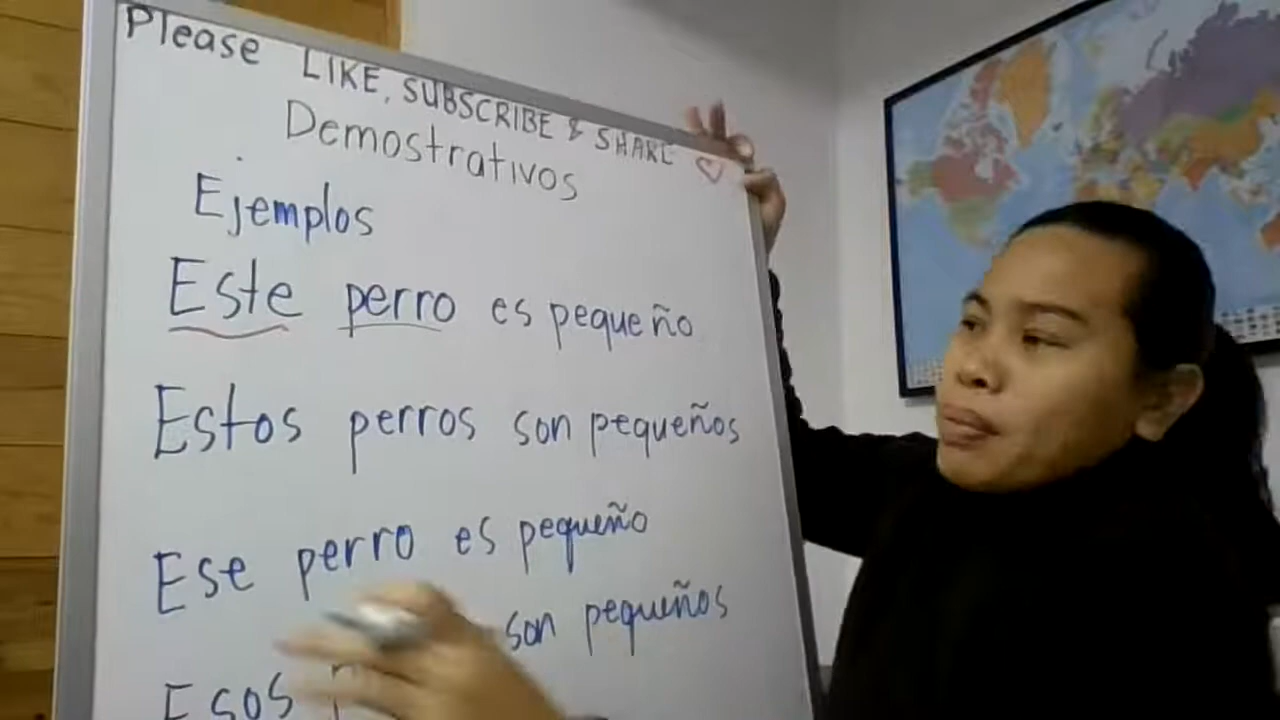 Please LIKE, SUBSCRIBE & SHARE ♡
Demostrativos
Ejemplos
Este perro es pequeño
Estos perros son pequeños
Ese perro es pequeño
Esos son pequeños